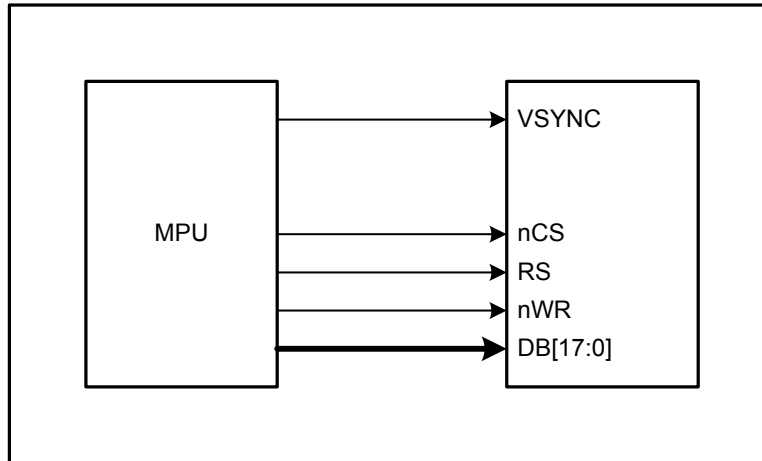 VSYNC
MPU
nCS
RS
nWR
DB[17:0]